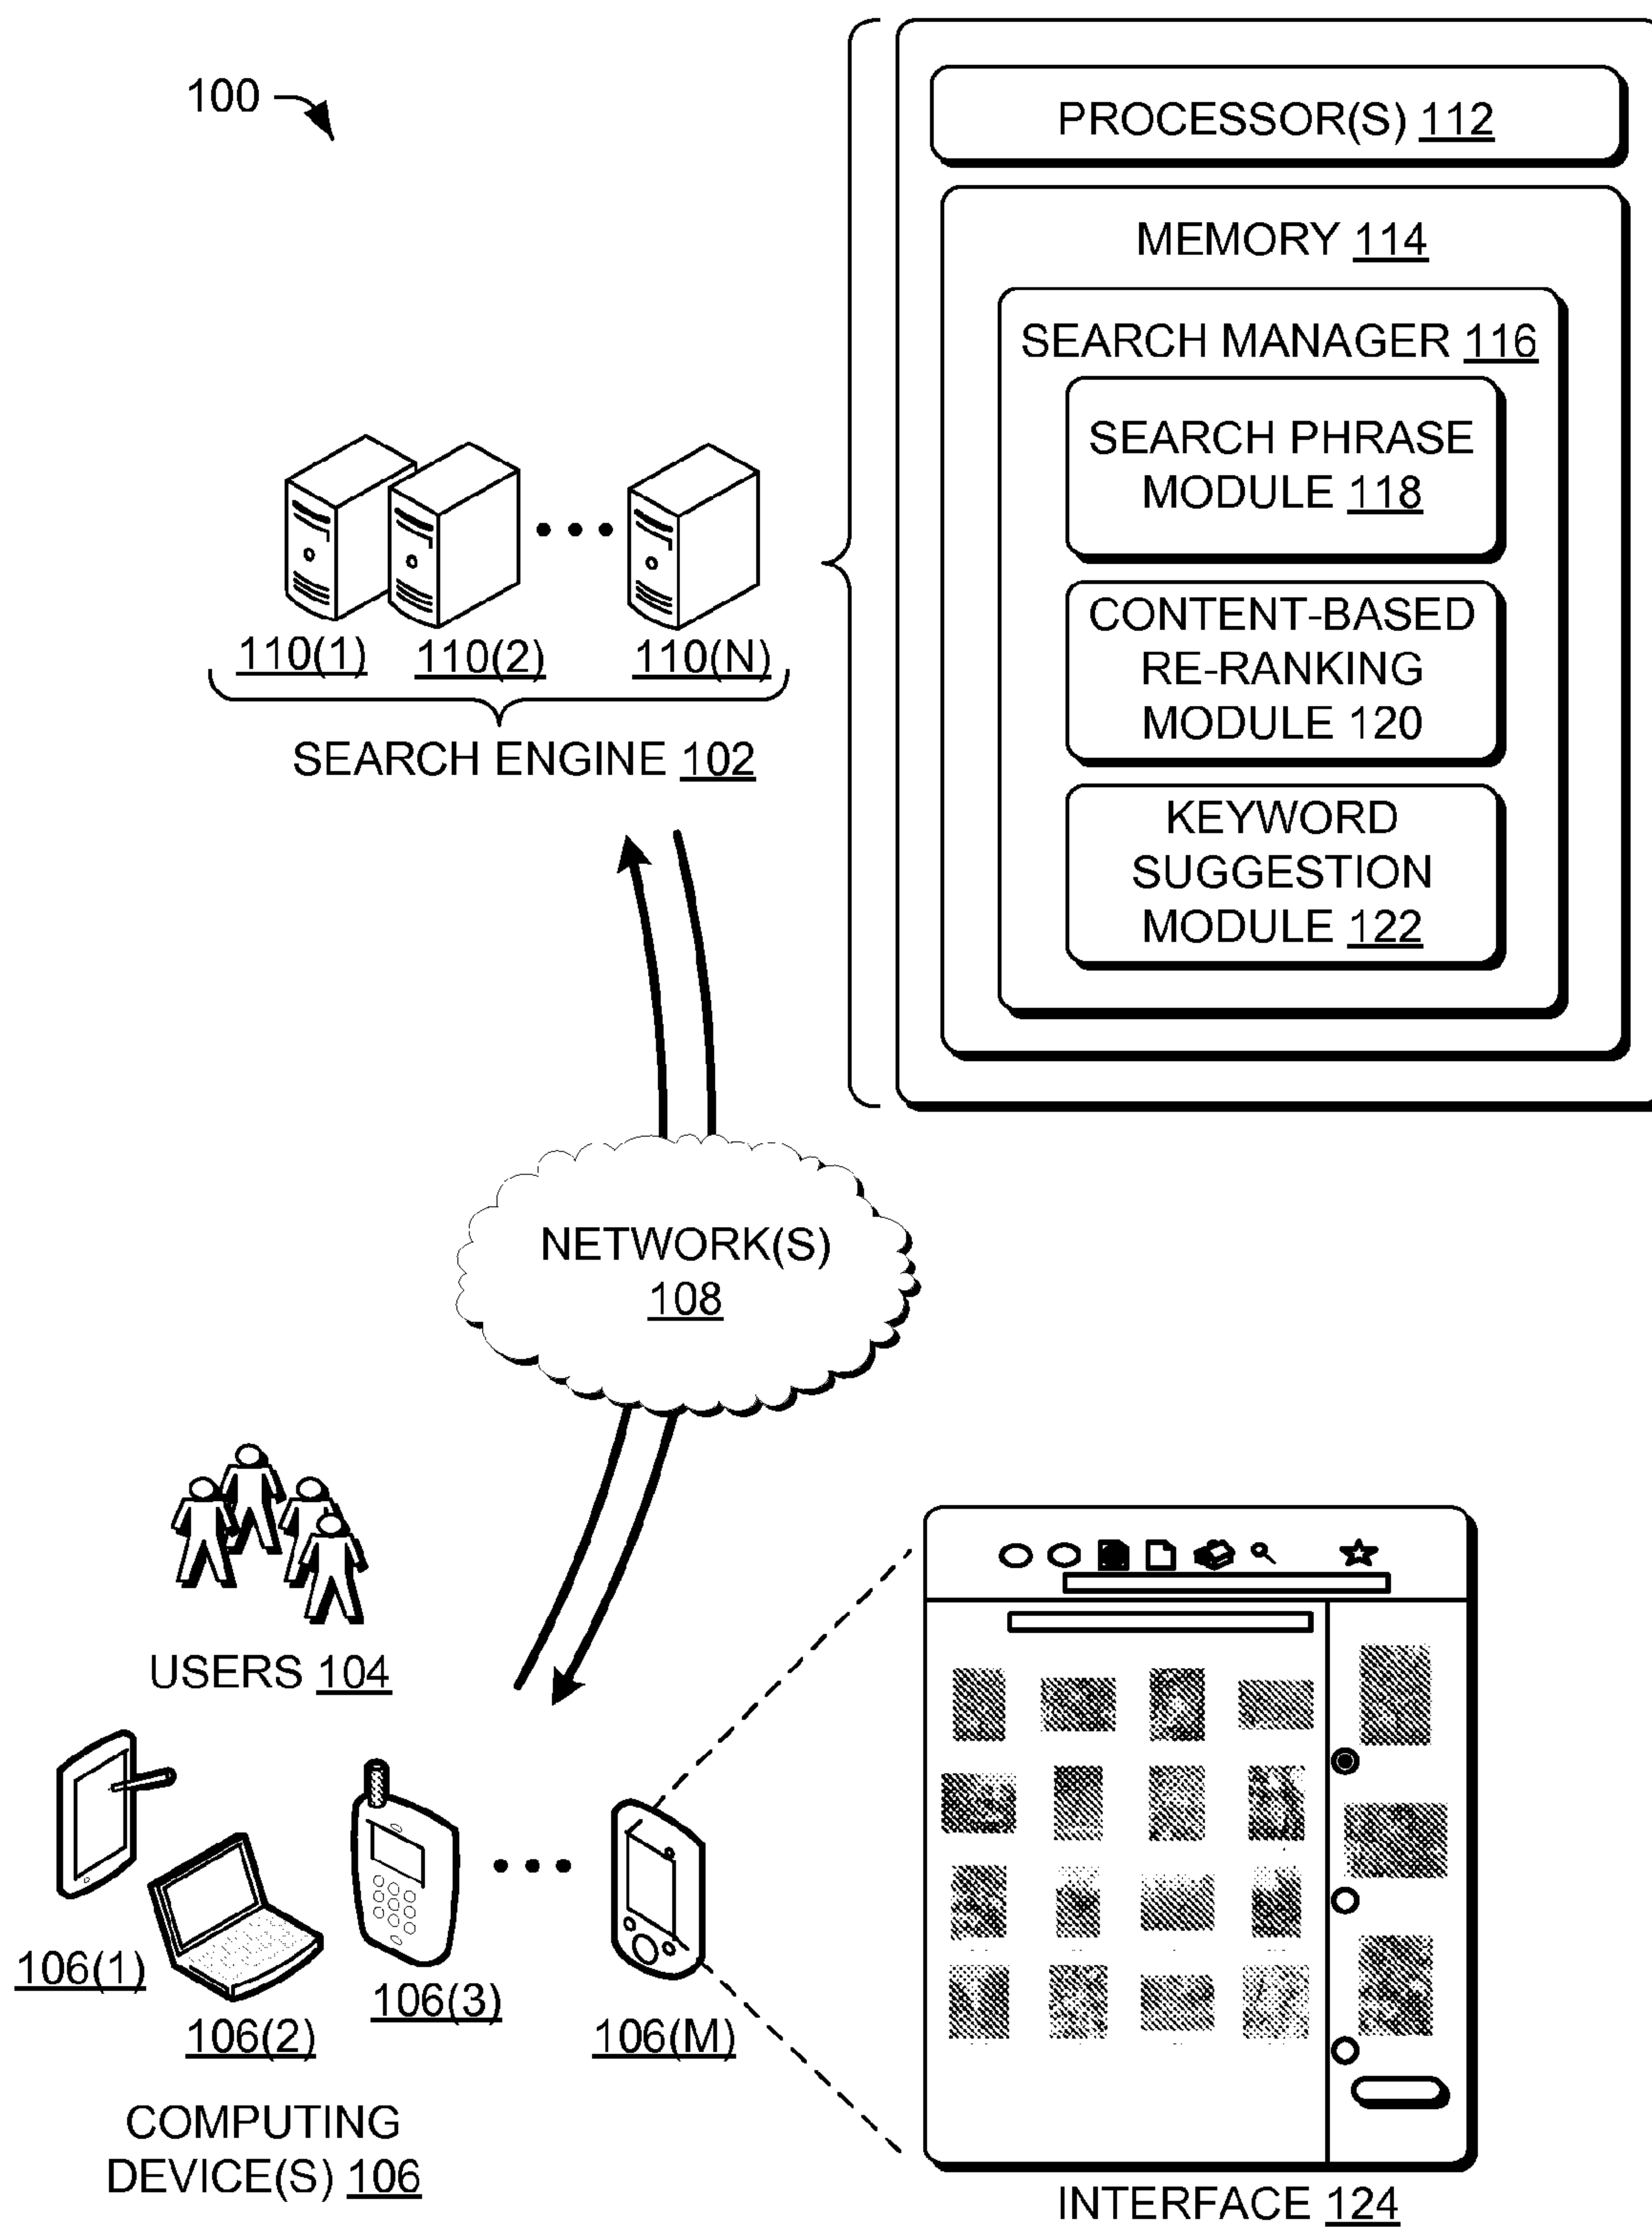 100
PROCESSOR(S) 112
MEMORY 114
SEARCH MANAGER 116
SEARCH PHRASE
MODULE 118
CONTENT-BASED
RE-RANKING
MODULE 120
KEYWORD
SUGGESTION
MODULE 122
110(1) 110(2) 110(N)
SEARCH ENGINE 102
NETWORK(S)
108
USERS 104
106(1)
106(2)
106(3)
106(M)
COMPUTING
DEVICE(S) 106
INTERFACE 124